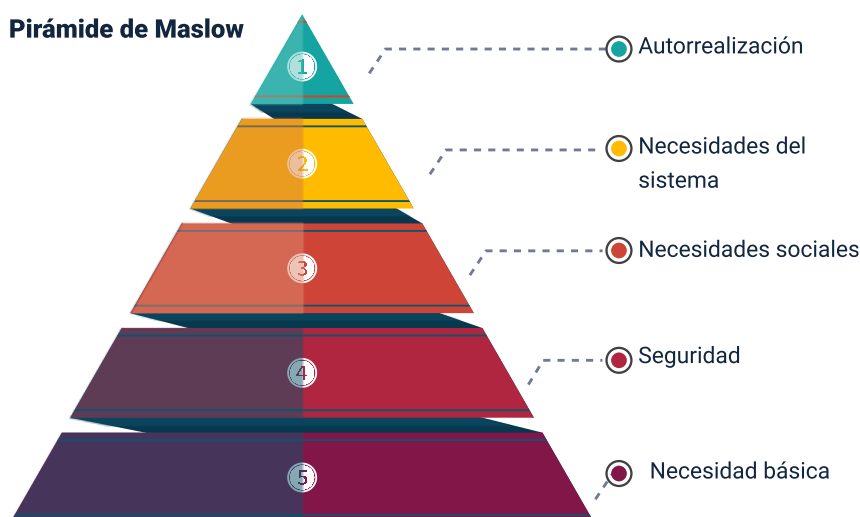 Pirámide de Maslow
1
Autorrealización
2
Necesidades del
sistema
3
Necesidades sociales
4
Seguridad
5
Necesidad básica